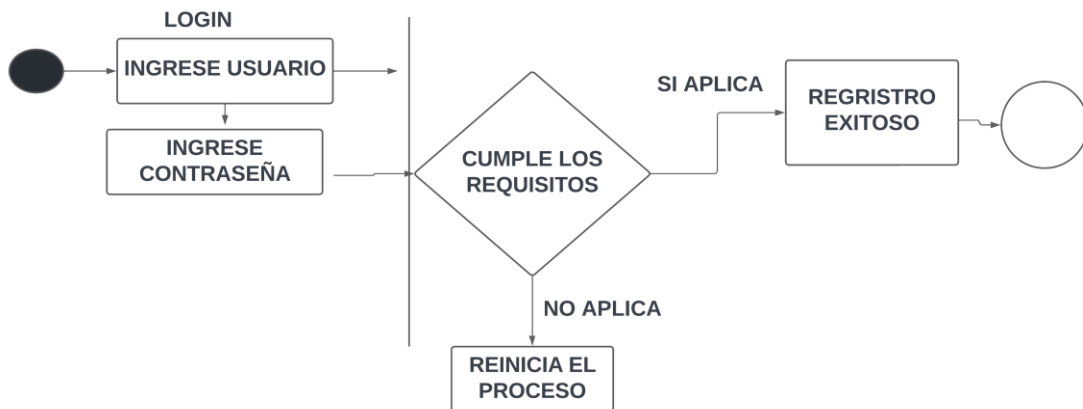 LOGIN
INGRESE USUARIO
INGRESE
CONTRASEÑA
CUMPLE LOS
REQUISITOS
SI APLICA
REGRISTRO
EXITOSO
NO APLICA
REINICIA EL
PROCESO